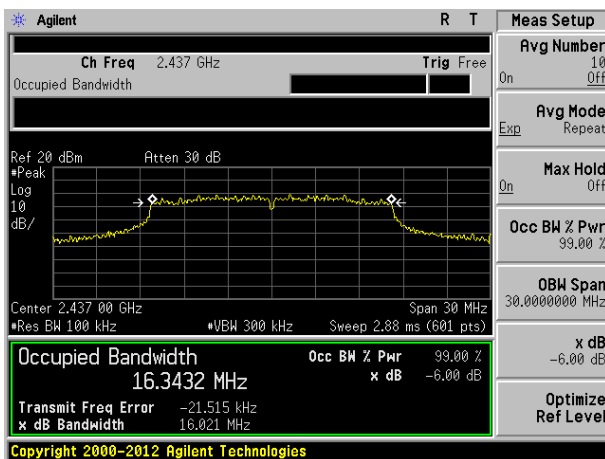 Agilent R T Meas Setup
Ch Freq 2.437 GHz Trig Free
Occupied Bandwidth
Ref 20 dBm Atten 30 dB
#Peak
Log
10
dB/
Center 2.437 00 GHz Span 30 MHz
#Res BW 100 kHz #VBW 300 kHz Sweep 2.88 ms (601 pts)
Occupied Bandwidth Occ BW % Pwr 99.00 %
16.3432 MHz x dB -6.00 dB
Transmit Freq Error -21.515 kHz
x dB Bandwidth 16.021 MHz
Copyright 2000-2012 Agilent Technologies
Avg Number
10
On Off
Avg Mode
Exp Repeat
Max Hold
On Off
Occ BW % Pwr
99.00 %
OBW Span
30.0000000 MHz
x dB
-6.00 dB
Optimize
Ref Level